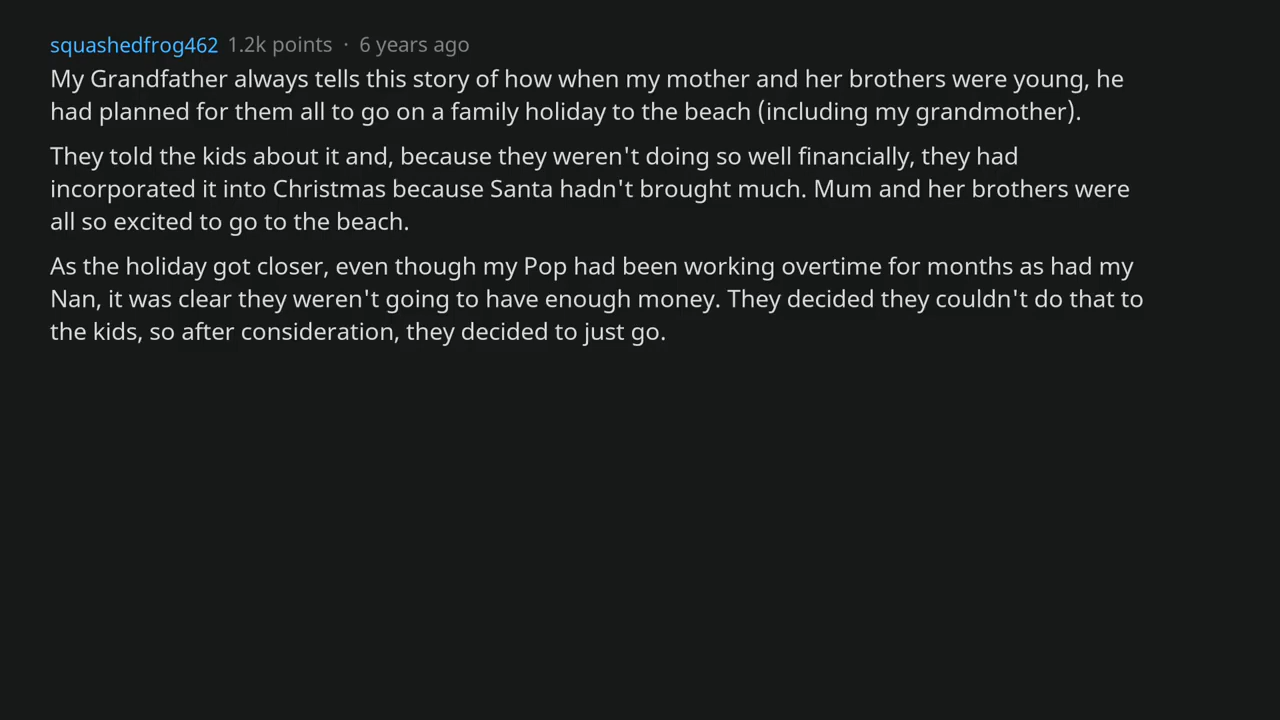 squashedfrog462 1.2k points · 6 years ago
My Grandfather always tells this story of how when my mother and her brothers were young, he
had planned for them all to go on a family holiday to the beach (including my grandmother).
They told the kids about it and, because they weren't doing so well financially, they had
incorporated it into Christmas because Santa hadn't brought much. Mum and her brothers were
all so excited to go to the beach.
As the holiday got closer, even though my Pop had been working overtime for months as had my
Nan, it was clear they weren't going to have enough money. They decided they couldn't do that to
the kids, so after consideration, they decided to just go.